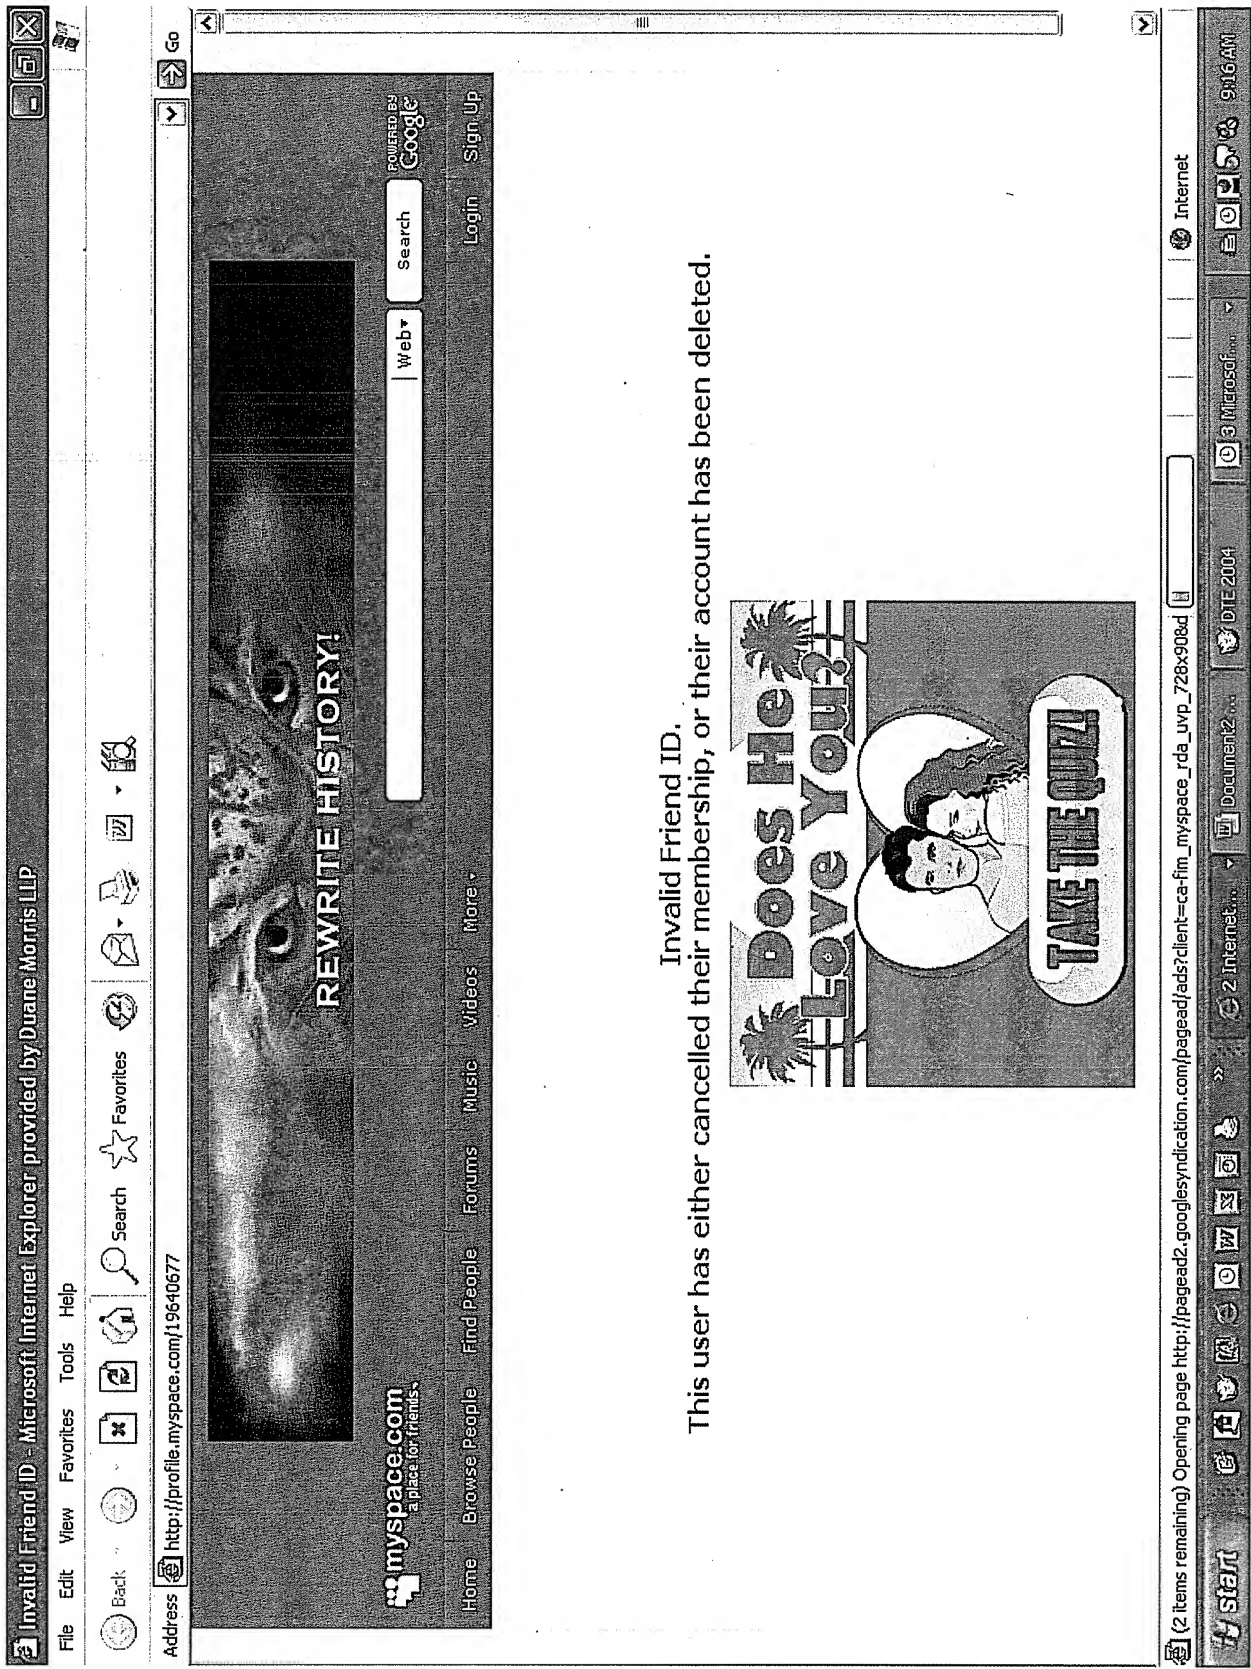 Invalid Friend ID - Microsoft Internet Explorer provided by Duane Morris LLP
File Edit View Favorites Tools Help
Back Search Favorites
Address http://profile.myspace.com/19640677 Go
REWRITE HISTORY!
myspace.com
a place for friends
Web Search POWERED BY Google
Home Browse People Find People Forums Music Videos More Login Sign Up
Invalid Friend ID.
This user has either cancelled their membership, or their account has been deleted.
Does He
Love You?
TAKE THE QUIZ!
(2 items remaining) Opening page http://pagead2.googlesyndication.com/pagead/ads?client=ca-fim_myspace_rda_uvp_728x90&d Internet
start 2 Internet... Document2 ... DTE 2004 3 Microsof... 9:16 AM